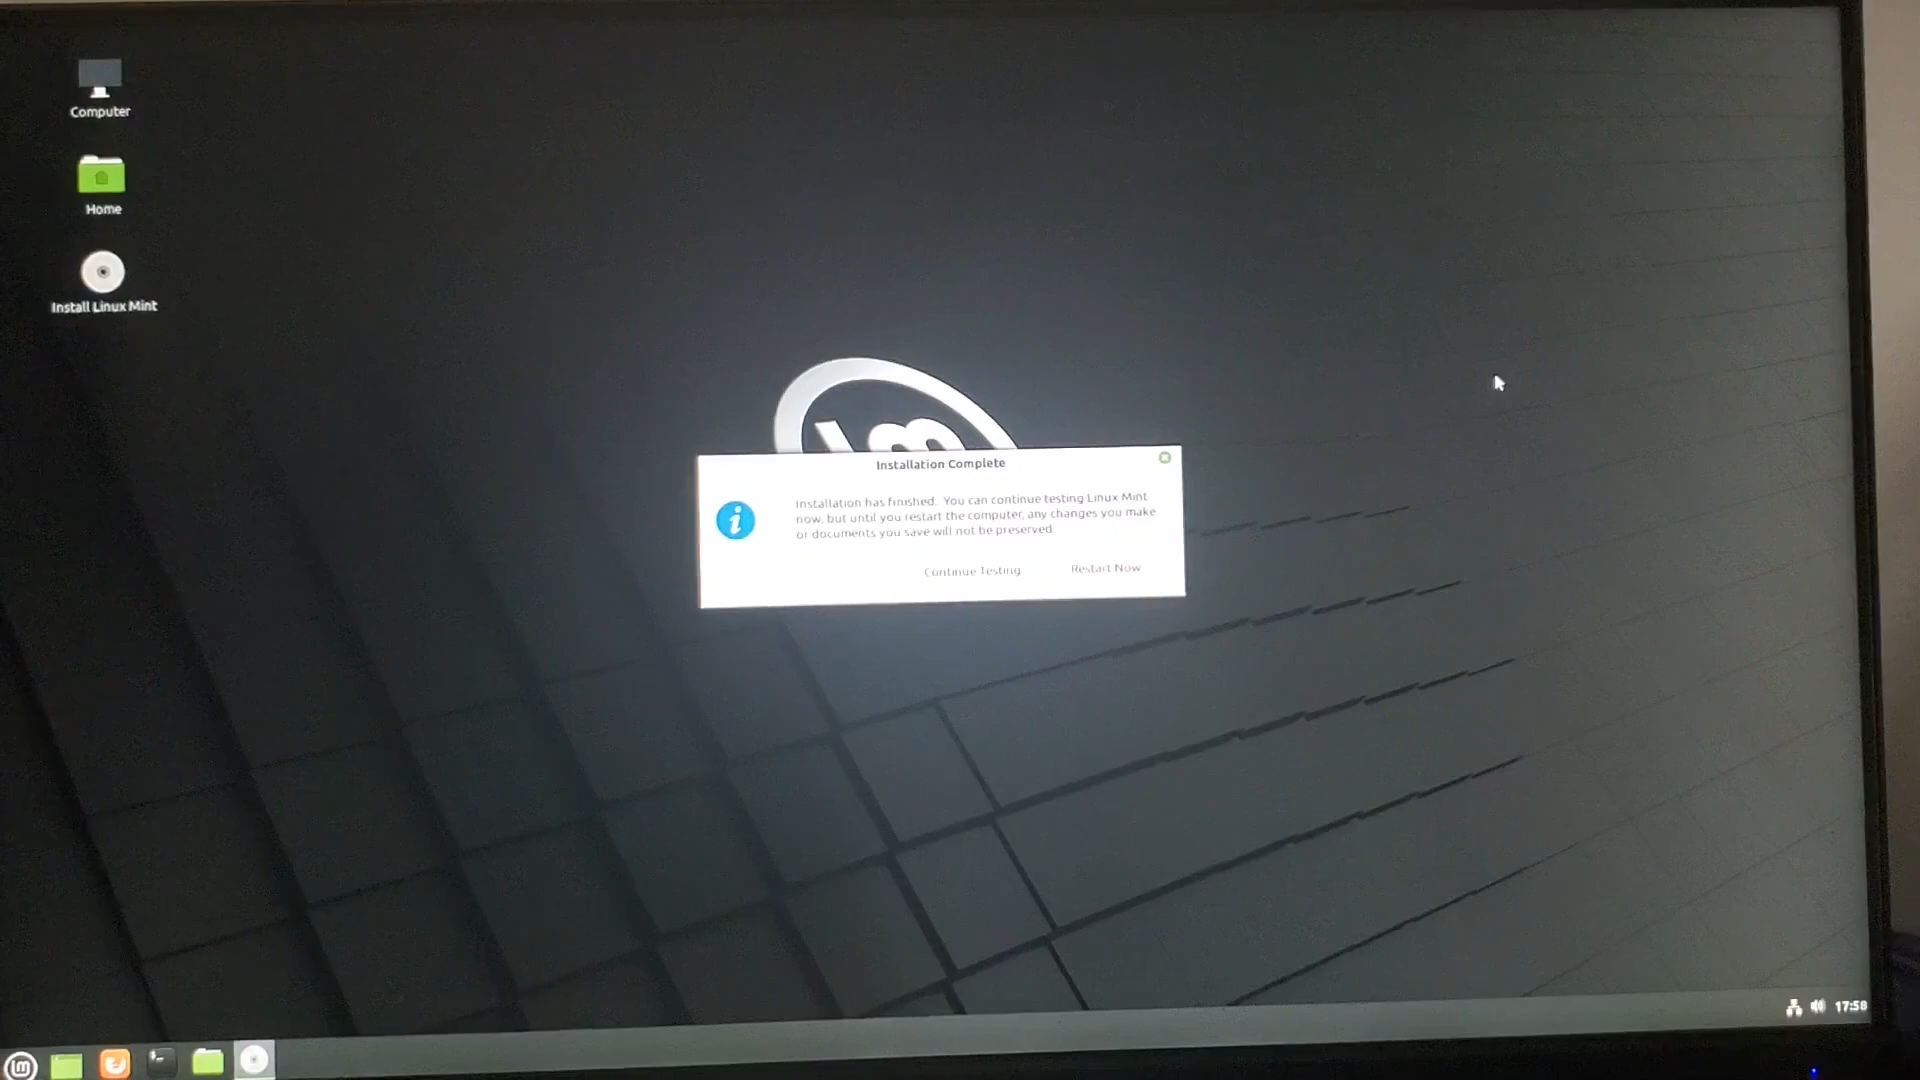 Computer
Home
Install Linux Mint
Installation Complete
Installation has finished. You can continue testing Linux Mint
now, but until you restart the computer, any changes you make
or documents you save will not be preserved.
Continue Testing
Restart Now
17:58